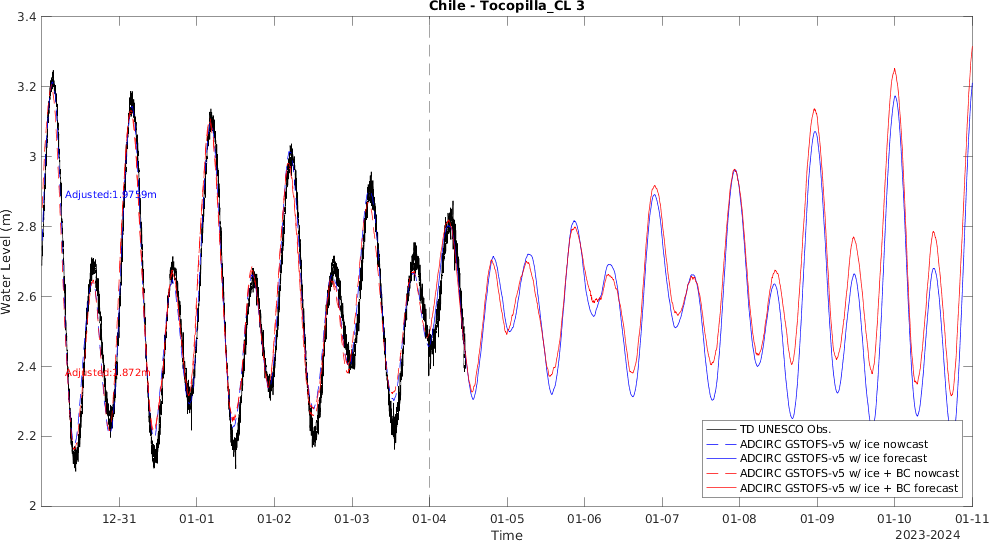 Chile - Tocopilla_CL 3
3.4
3.2
3
2.8
2.6
2.4
2.2
2
Water Level (m)
Adjusted:1.9759m
Adjusted:1.872m
TD UNESCO Obs.
ADCIRC GSTOFS-v5 w/ ice nowcast
ADCIRC GSTOFS-v5 w/ ice forecast
ADCIRC GSTOFS-v5 w/ ice + BC nowcast
ADCIRC GSTOFS-v5 w/ ice + BC forecast
12-31 01-01 01-02 01-03 01-04 01-05 01-06 01-07 01-08 01-09 01-10 01-11
Time
2023-2024